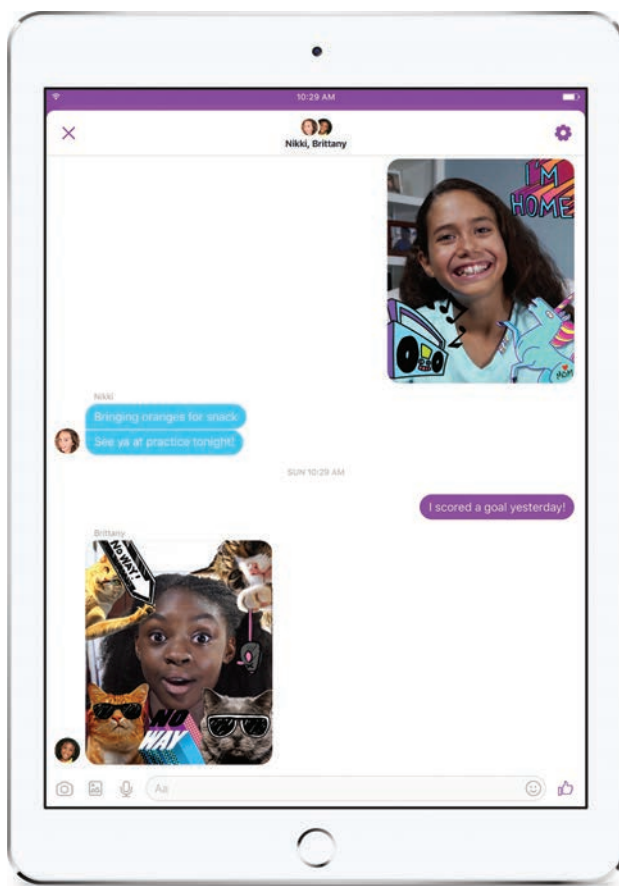 10:29 AM
Nikki, Brittany
I'M
HOME
MOM
Nikki
Bringing oranges for snack
See ya at practice tonight!
SUN 10:29 AM
I scored a goal yesterday!
Brittany
NO WAY!
NO
WAY
Aa